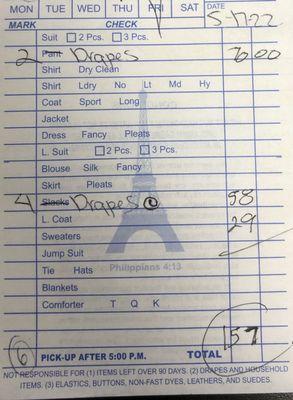 MON TUE WED THU FRI SAT DATE
5-17-22
MARK CHECK
Suit 2 Pcs. 3 Pcs.
2 Pant Drapes 70.00
Shirt Dry Clean
Shirt Ldry No Lt Md Hy
Coat Sport Long
Jacket
Dress Fancy Pleats
L. Suit 2 Pcs. 3 Pcs.
Blouse Silk Fancy
Skirt Pleats
4 Slacks Drapes 58
L. Coat 29
Sweaters
Jump Suit
Tie Hats Philippians 4:13
Blankets
Comforter T Q K
6 PICK-UP AFTER 5:00 P.M. TOTAL 157
NOT RESPONSIBLE FOR (1) ITEMS LEFT OVER 90 DAYS. (2) DRAPES AND HOUSEHOLD
ITEMS. (3) ELASTICS, BUTTONS, NON-FAST DYES, LEATHERS, AND SUEDES.